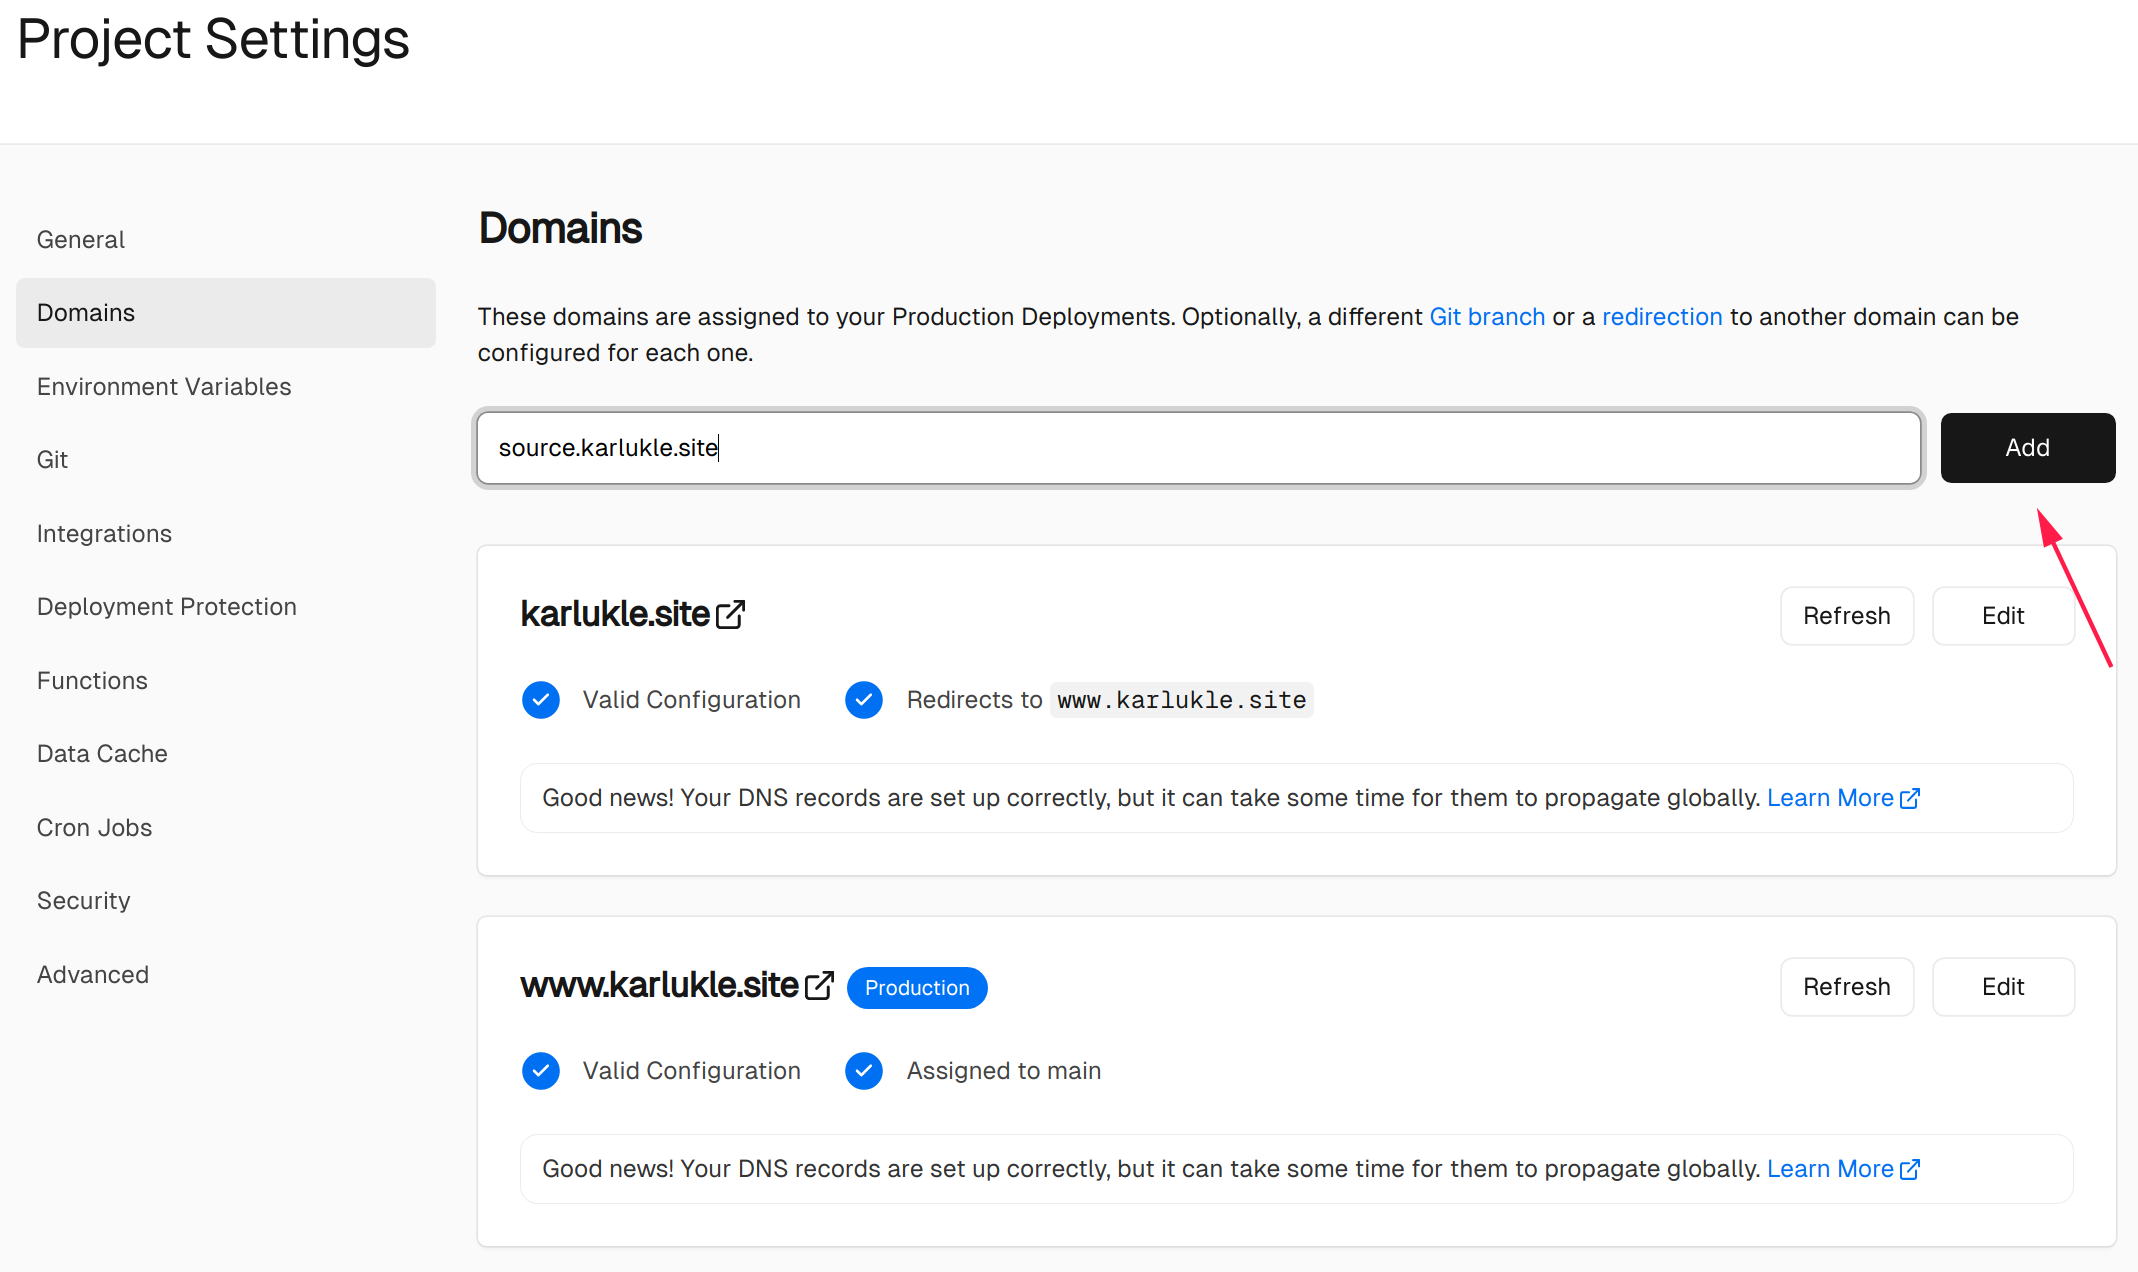 Project Settings
General
Domains
Environment Variables
Git
Integrations
Deployment Protection
Functions
Data Cache
Cron Jobs
Security
Advanced
Domains
These domains are assigned to your Production Deployments. Optionally, a different Git branch or a redirection to another domain can be
configured for each one.
source.karlukle.site
Add
karlukle.site
Refresh
Edit
Valid Configuration
Redirects to www.karlukle.site
Good news! Your DNS records are set up correctly, but it can take some time for them to propagate globally. Learn More
www.karlukle.site
Production
Refresh
Edit
Valid Configuration
Assigned to main
Good news! Your DNS records are set up correctly, but it can take some time for them to propagate globally. Learn More